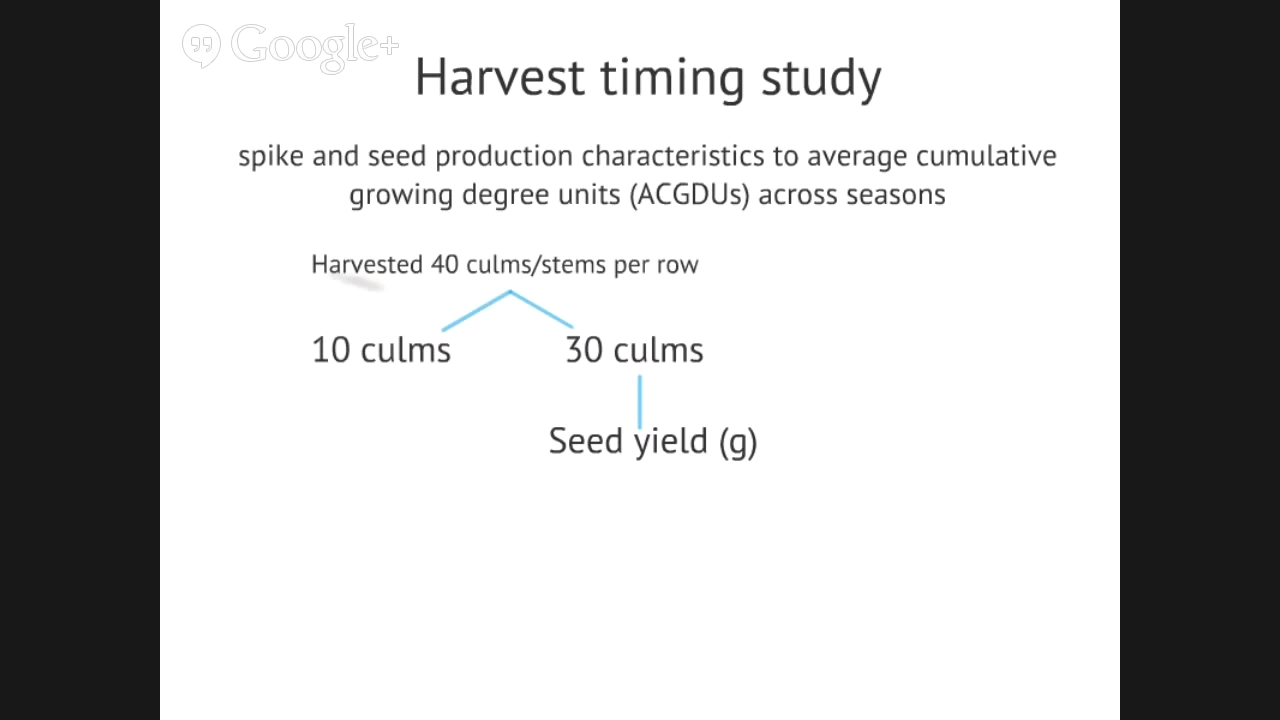 Google+
Harvest timing study
spike and seed production characteristics to average cumulative
growing degree units (ACGDUs) across seasons
Harvested 40 culms/stems per row
10 culms
30 culms
Seed yield (g)